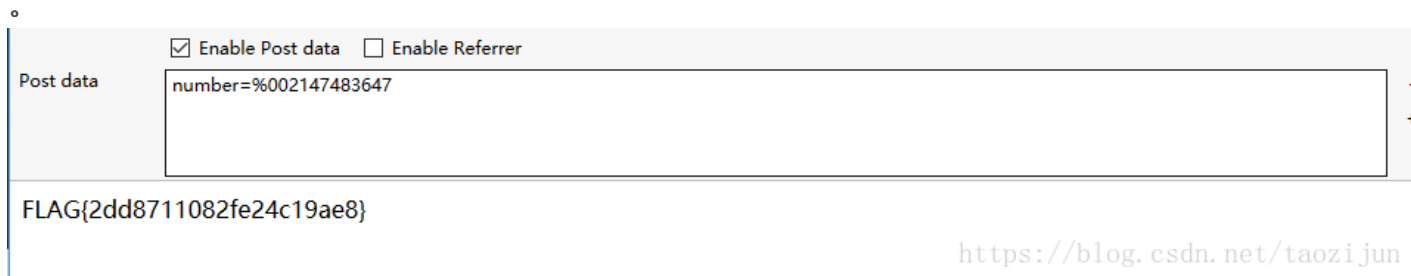 。
Enable Post data Enable Referrer
Post data
number=%002147483647
FLAG{2dd8711082fe24c19ae8}
https://blog.csdn.net/taozijun